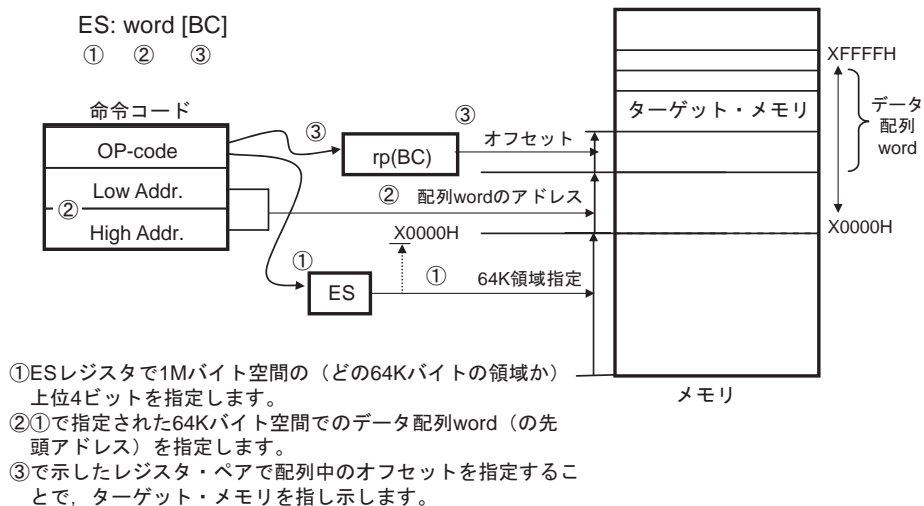 ES: word [BC]
① ② ③
命令コード
OP-code
Low Addr.
②
High Addr.
③
rp(BC)
③
オフセット
② 配列wordのアドレス
X0000H
①
ES
① 64K領域指定
ターゲット・メモリ
XFFFFH
データ
配列
word
X0000H
メモリ
①ESレジスタで1Mバイト空間の（どの64Kバイトの領域か）
上位4ビットを指定します。
②①で指定された64Kバイト空間でのデータ配列word（の先
頭アドレス）を指定します。
③で示したレジスタ・ペアで配列中のオフセットを指定するこ
とで，ターゲット・メモリを指し示します。